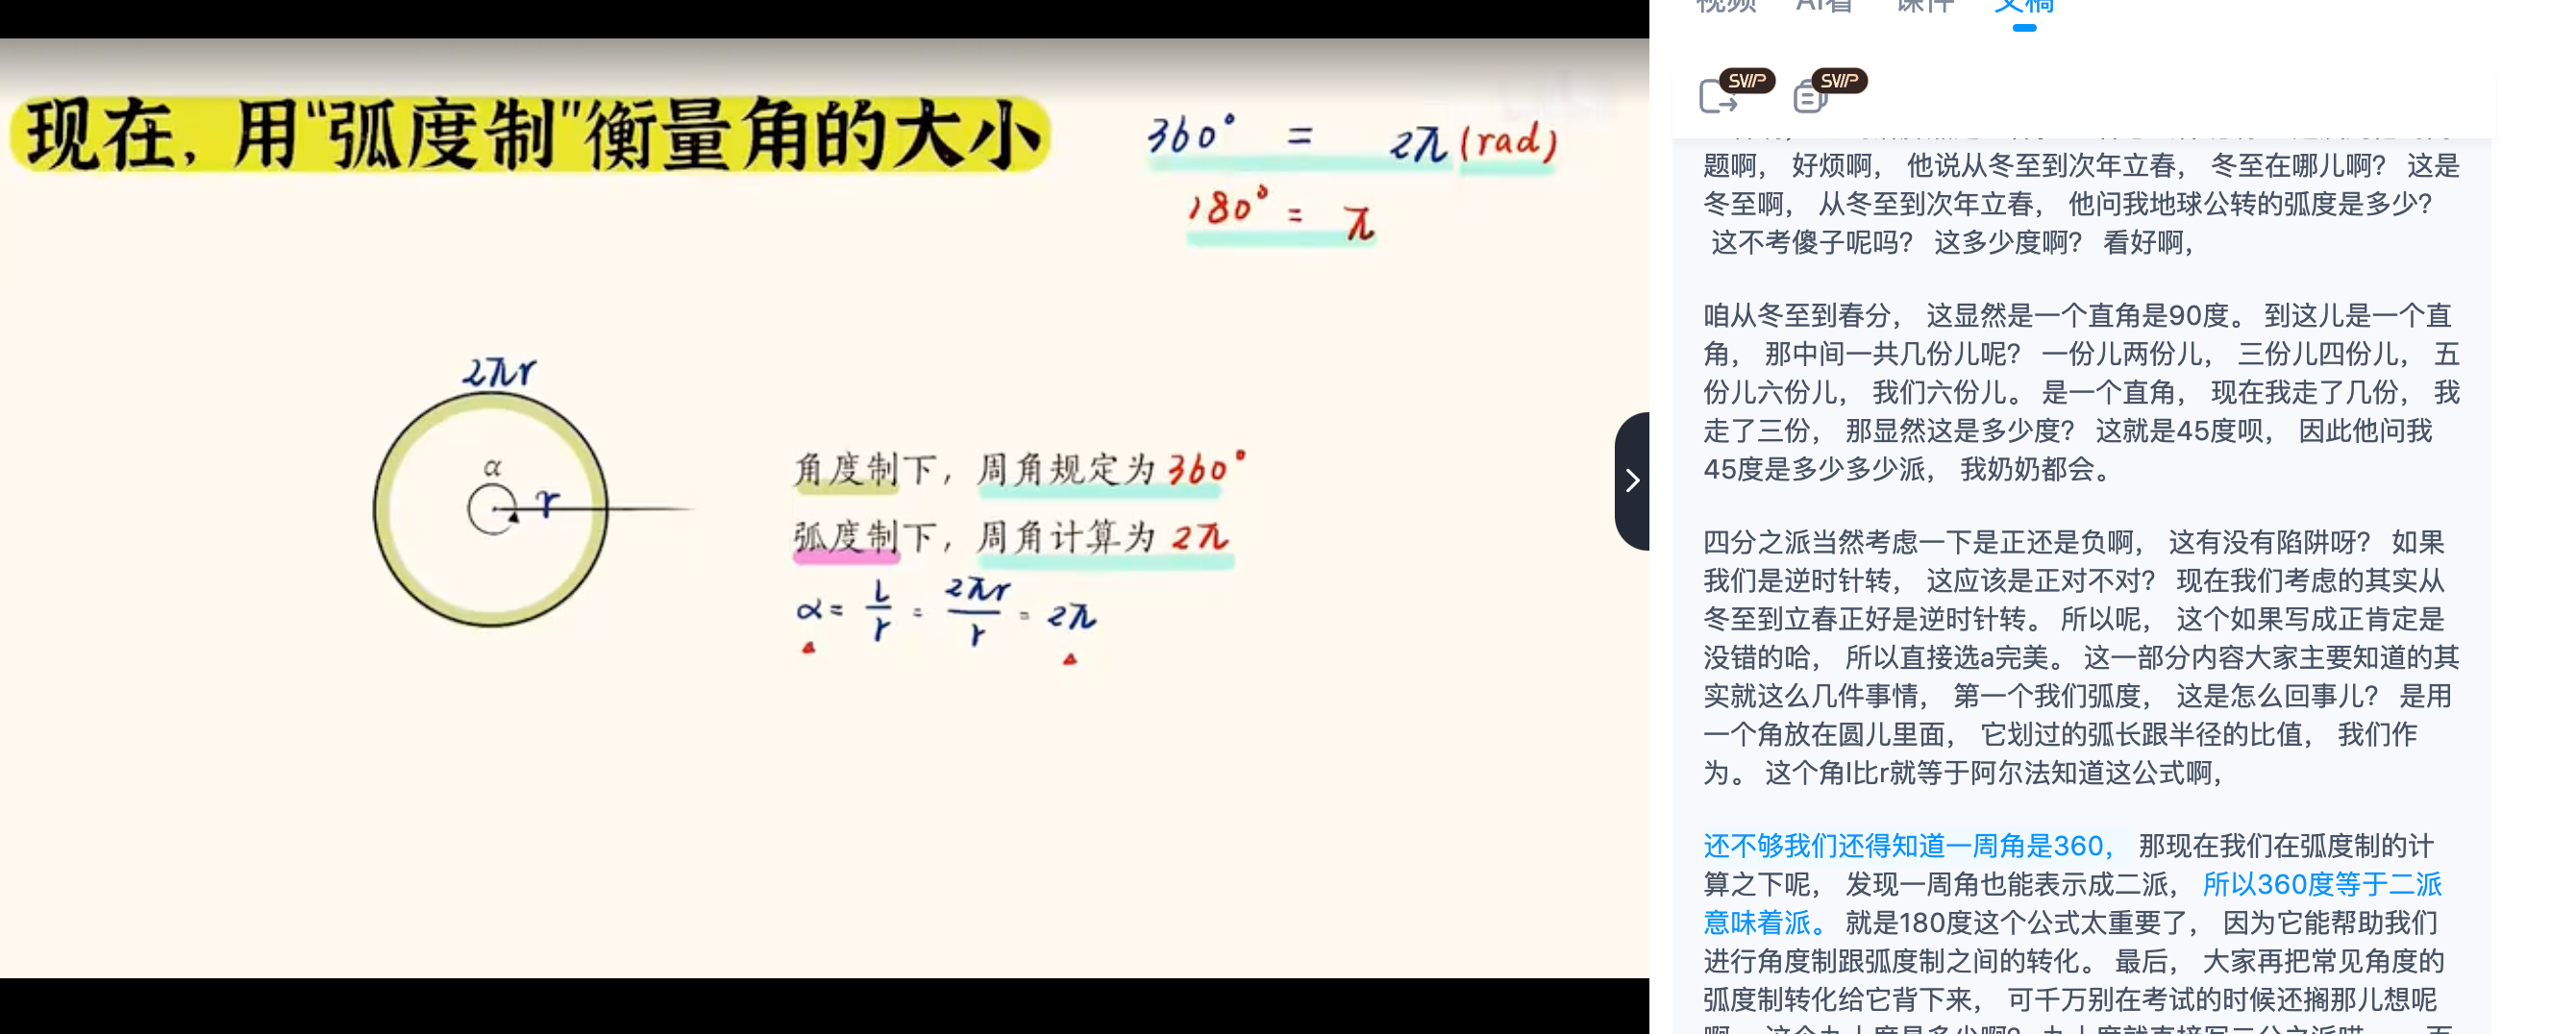 现在，用“弧度制”衡量角的大小
360° = 2π(rad)
180° = π
2πr
α
r
角度制下，周角规定为 360°
弧度制下，周角计算为 2π
α = L/r = 2πr/r = 2π
视频 AI看 课件 文稿
SVIP SVIP
题啊， 好烦啊， 他说从冬至到次年立春， 冬至在哪儿啊？ 这是
冬至啊， 从冬至到次年立春， 他问我地球公转的弧度是多少？
这不考傻子呢吗？ 这多少度啊？ 看好啊，
咱从冬至到春分， 这显然是一个直角是90度。 到这儿是一个直
角， 那中间一共几份儿呢？ 一份儿两份儿， 三份儿四份儿， 五
份儿六份儿， 我们六份儿。 是一个直角， 现在我走了几份， 我
走了三份， 那显然这是多少度？ 这就是45度呗， 因此他问我
45度是多少多少派， 我奶奶都会。
四分之派当然考虑一下是正还是负啊， 这有没有陷阱呀？ 如果
我们是逆时针转， 这应该是正对不对？ 现在我们考虑的其实从
冬至到立春正好是逆时针转。 所以呢， 这个如果写成正肯定是
没错的哈， 所以直接选a完美。 这一部分内容大家主要知道的其
实就这么几件事情， 第一个我们弧度， 这是怎么回事儿？ 是用
一个角放在圆儿里面， 它划过的弧长跟半径的比值， 我们作
为。 这个角l比r就等于阿尔法知道这公式啊，
还不够我们还得知道一周角是360， 那现在我们在弧度制的计
算之下呢， 发现一周角也能表示成二派， 所以360度等于二派
意味着派。 就是180度这个公式太重要了， 因为它能帮助我们
进行角度制跟弧度制之间的转化。 最后， 大家再把常见角度的
弧度制转化给它背下来， 可千万别在考试的时候还搁那儿想呢